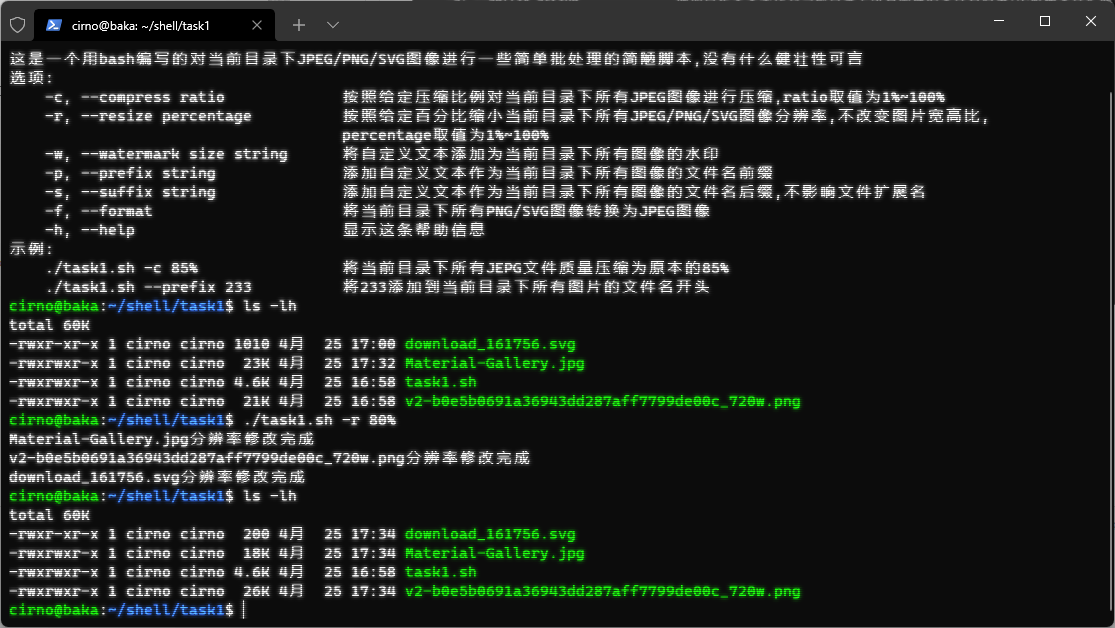 cirno@baka: ~/shell/task1
这是一个用bash编写的对当前目录下JPEG/PNG/SVG图像进行一些简单批处理的简陋脚本,没有什么健壮性可言
选项:
    -c, --compress ratio             按照给定压缩比例对当前目录下所有JPEG图像进行压缩,ratio取值为1%~100%
    -r, --resize percentage          按照给定百分比缩小当前目录下所有JPEG/PNG/SVG图像分辨率,不改变图片宽高比,
                                     percentage取值为1%~100%
    -w, --watermark size string      将自定义文本添加为当前目录下所有图像的水印
    -p, --prefix string              添加自定义文本作为当前目录下所有图像的文件名前缀
    -s, --suffix string              添加自定义文本作为当前目录下所有图像的文件名后缀,不影响文件扩展名
    -f, --format                     将当前目录下所有PNG/SVG图像转换为JPEG图像
    -h, --help                       显示这条帮助信息
示例:
    ./task1.sh -c 85%                将当前目录下所有JEPG文件质量压缩为原本的85%
    ./task1.sh --prefix 233          将233添加到当前目录下所有图片的文件名开头
cirno@baka:~/shell/task1$ ls -lh
total 60K
-rwxr-xr-x 1 cirno cirno 1010 4月  25 17:00 download_161756.svg
-rwxrwxr-x 1 cirno cirno  23K 4月  25 17:32 Material-Gallery.jpg
-rwxrwxr-x 1 cirno cirno 4.6K 4月  25 16:58 task1.sh
-rwxrwxr-x 1 cirno cirno  21K 4月  25 16:58 v2-b0e5b0691a36943dd287aff7799de00c_720w.png
cirno@baka:~/shell/task1$ ./task1.sh -r 80%
Material-Gallery.jpg分辨率修改完成
v2-b0e5b0691a36943dd287aff7799de00c_720w.png分辨率修改完成
download_161756.svg分辨率修改完成
cirno@baka:~/shell/task1$ ls -lh
total 60K
-rwxrwxr-x 1 cirno cirno  200 4月  25 17:34 download_161756.svg
-rwxrwxr-x 1 cirno cirno  18K 4月  25 17:34 Material-Gallery.jpg
-rwxrwxr-x 1 cirno cirno 4.6K 4月  25 16:58 task1.sh
-rwxrwxr-x 1 cirno cirno  26K 4月  25 17:34 v2-b0e5b0691a36943dd287aff7799de00c_720w.png
cirno@baka:~/shell/task1$